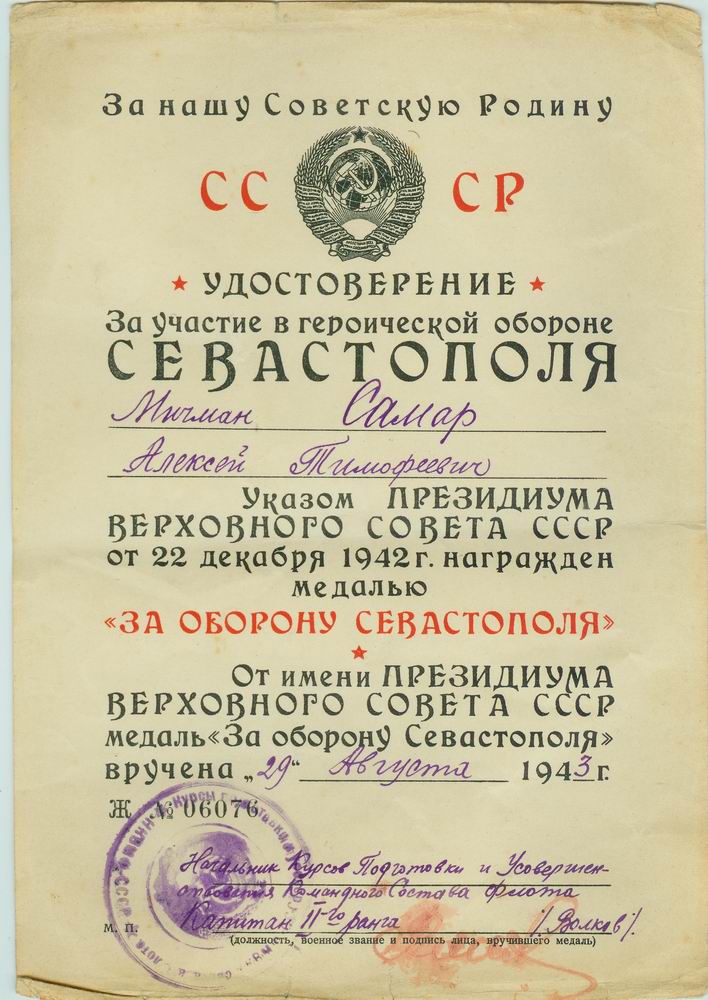 За нашу Советскую Родину
СС СР
УДОСТОВЕРЕНИЕ
За участие в героической обороне
СЕВАСТОПОЛЯ
Мичман Самар
Алексей Тимофеевич
Указом ПРЕЗИДИУМА
ВЕРХОВНОГО СОВЕТА СССР
от 22 декабря 1942 г. награжден
медалью
«ЗА ОБОРОНУ СЕВАСТОПОЛЯ»
От имени ПРЕЗИДИУМА
ВЕРХОВНОГО СОВЕТА СССР
медаль «За оборону Севастополя»
вручена „29“ Августа 1943 г.
Ж № 06076
Начальник Курсов Подготовки и Усовершен-
ствования Командного Состава флота
Капитан II-го ранга /Волков/.
М. П.
(должность, военное звание и подпись лица, вручившего медаль)